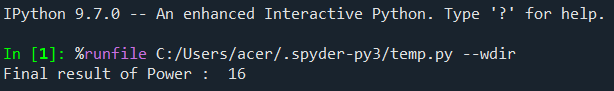 IPython 9.7.0 -- An enhanced Interactive Python. Type '?' for help.
In [1]: %runfile C:/Users/acer/.spyder-py3/temp.py --wdir
Final result of Power :  16